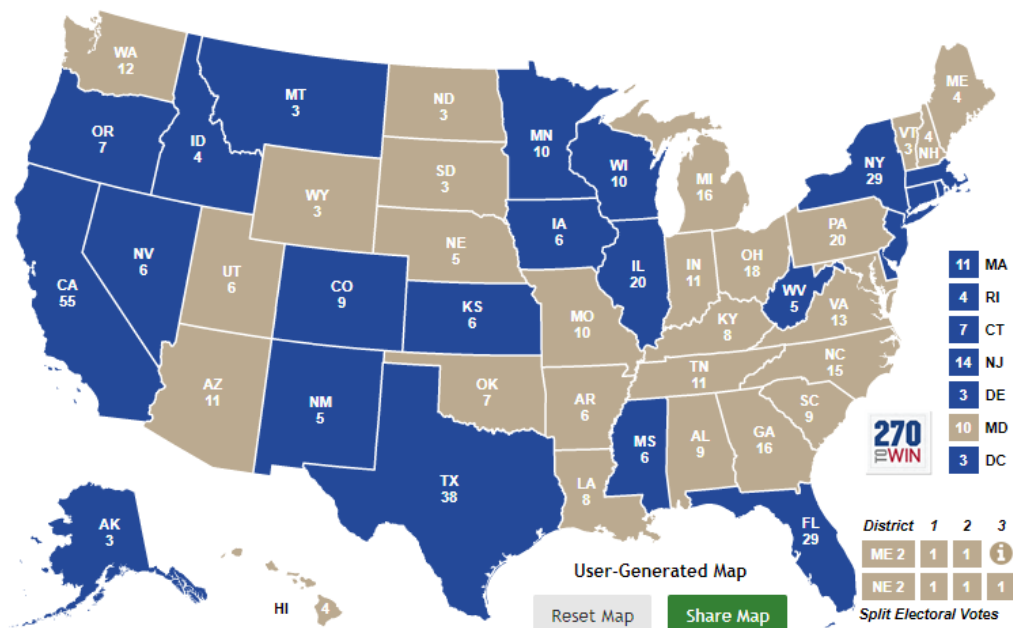 WA
12
OR
7
CA
55
NV
6
ID
4
MT
3
WY
3
UT
6
AZ
11
CO
9
NM
5
ND
3
SD
3
NE
5
KS
6
OK
7
TX
38
MN
10
IA
6
MO
10
AR
6
LA
8
WI
10
IL
20
MS
6
MI
16
IN
11
OH
18
KY
8
TN
11
AL
9
GA
16
FL
29
SC
9
NC
15
VA
13
WV
5
PA
20
NY
29
VT
3
4
NH
ME
4
AK
3
HI
4
11 MA
4 RI
7 CT
14 NJ
3 DE
10 MD
3 DC
270
TO WIN
District 1 2 3
ME 2 1 1 i
NE 2 1 1 1
Split Electoral Votes
User-Generated Map
Reset Map Share Map